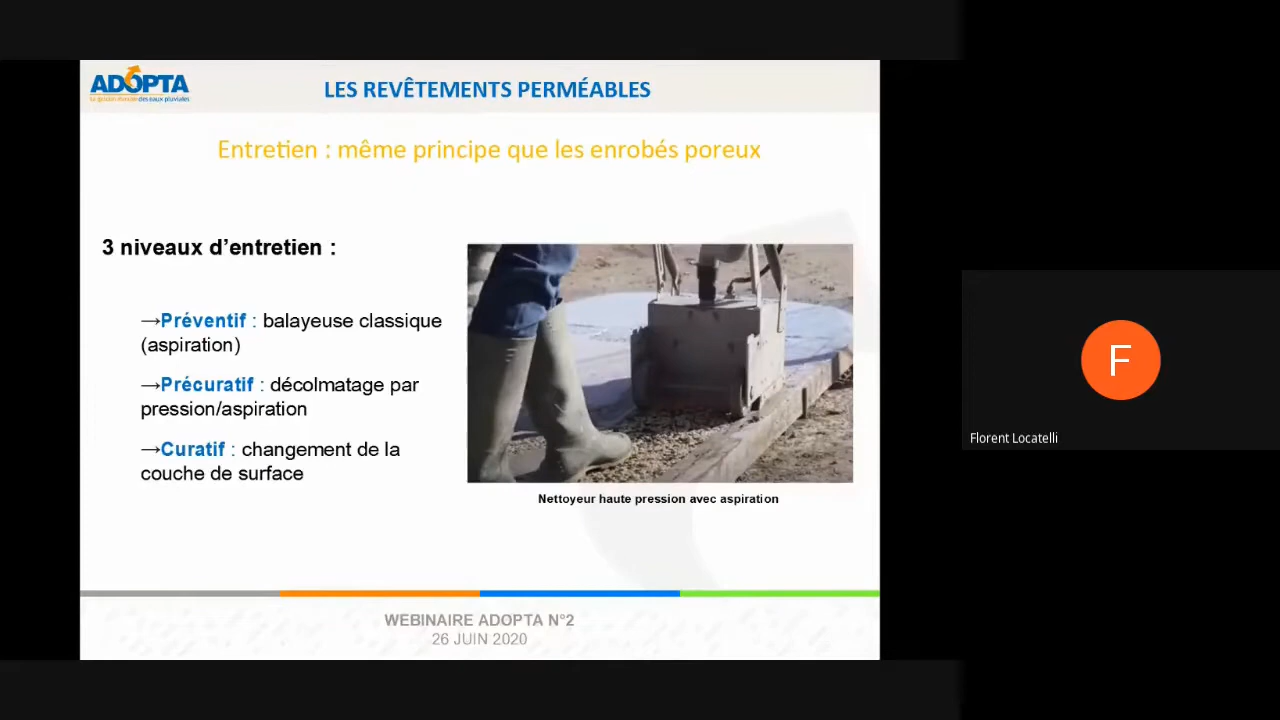 ADOPTA
LES REVÊTEMENTS PERMÉABLES
Entretien : même principe que les enrobés poreux
3 niveaux d’entretien :
→Préventif : balayeuse classique
(aspiration)
→Précuratif : décolmatage par
pression/aspiration
→Curatif : changement de la
couche de surface
Nettoyeur haute pression avec aspiration
WEBINAIRE ADOPTA N°2
26 JUIN 2020
F
Florent Locatelli